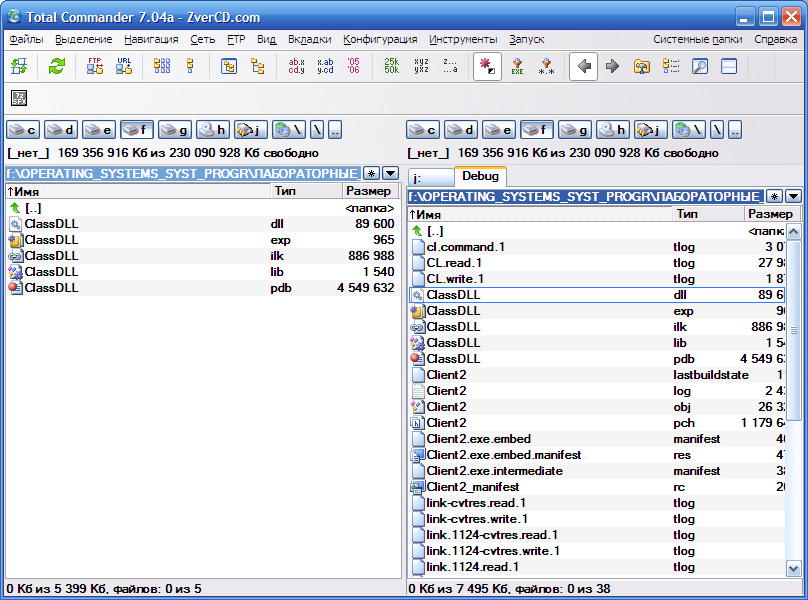 Total Commander 7.04a - ZverCD.com
Файлы Выделение Навигация Сеть FTP Вид Вкладки Конфигурация Инструменты Запуск Системные папки Справка
FTP URL ab.x cd.y x.ab y.cd '05 '06 25k 50k xyz yxz z... ...a EXE *.*
c d e f g h j \ \ ..
[_нет_] 169 356 916 Кб из 230 090 928 Кб свободно
f:\OPERATING_SYSTEMS_SYST_PROGR\ЛАБОРАТОРНЫЕ_ * 
↑Имя Тип Размер
[..] <папка>
ClassDLL dll 89 600
ClassDLL exp 965
ClassDLL ilk 886 988
ClassDLL lib 1 540
ClassDLL pdb 4 549 632
0 Кб из 5 399 Кб, файлов: 0 из 5
c d e f g h j \ \ ..
[_нет_] 169 356 916 Кб из 230 090 928 Кб свободно
j: Debug
f:\OPERATING_SYSTEMS_SYST_PROGR\ЛАБОРАТОРНЫЕ_ *
↑Имя Тип Размер
[..] <папк
cl.command.1 tlog 3 0
CL.read.1 tlog 27 9
CL.write.1 tlog 1 8
ClassDLL dll 89 6
ClassDLL exp 9
ClassDLL ilk 886 9
ClassDLL lib 1 5
ClassDLL pdb 4 549 6
Client2 lastbuildstate 1
Client2 log 2 4
Client2 obj 26 3
Client2 pch 1 179 6
Client2.exe.embed manifest 4
Client2.exe.embed.manifest res 4
Client2.exe.intermediate manifest 3
Client2_manifest rc 2
link-cvtres.read.1 tlog
link-cvtres.write.1 tlog
link.1124-cvtres.read.1 tlog
link.1124-cvtres.write.1 tlog
link.1124.read.1 tlog
0 Кб из 7 495 Кб, файлов: 0 из 38